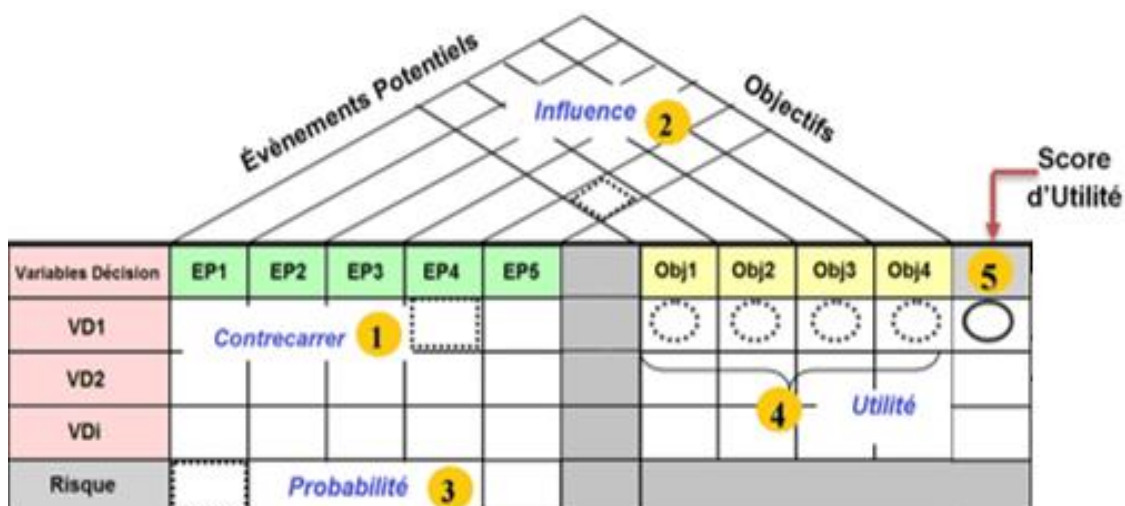 Évènements Potentiels
Objectifs
Influence 2
Score
d'Utilité
Variables Décision EP1 EP2 EP3 EP4 EP5 Obj1 Obj2 Obj3 Obj4 5
VD1 Contrecarrer 1
VD2
4 Utilité
VDi
Risque Probabilité 3